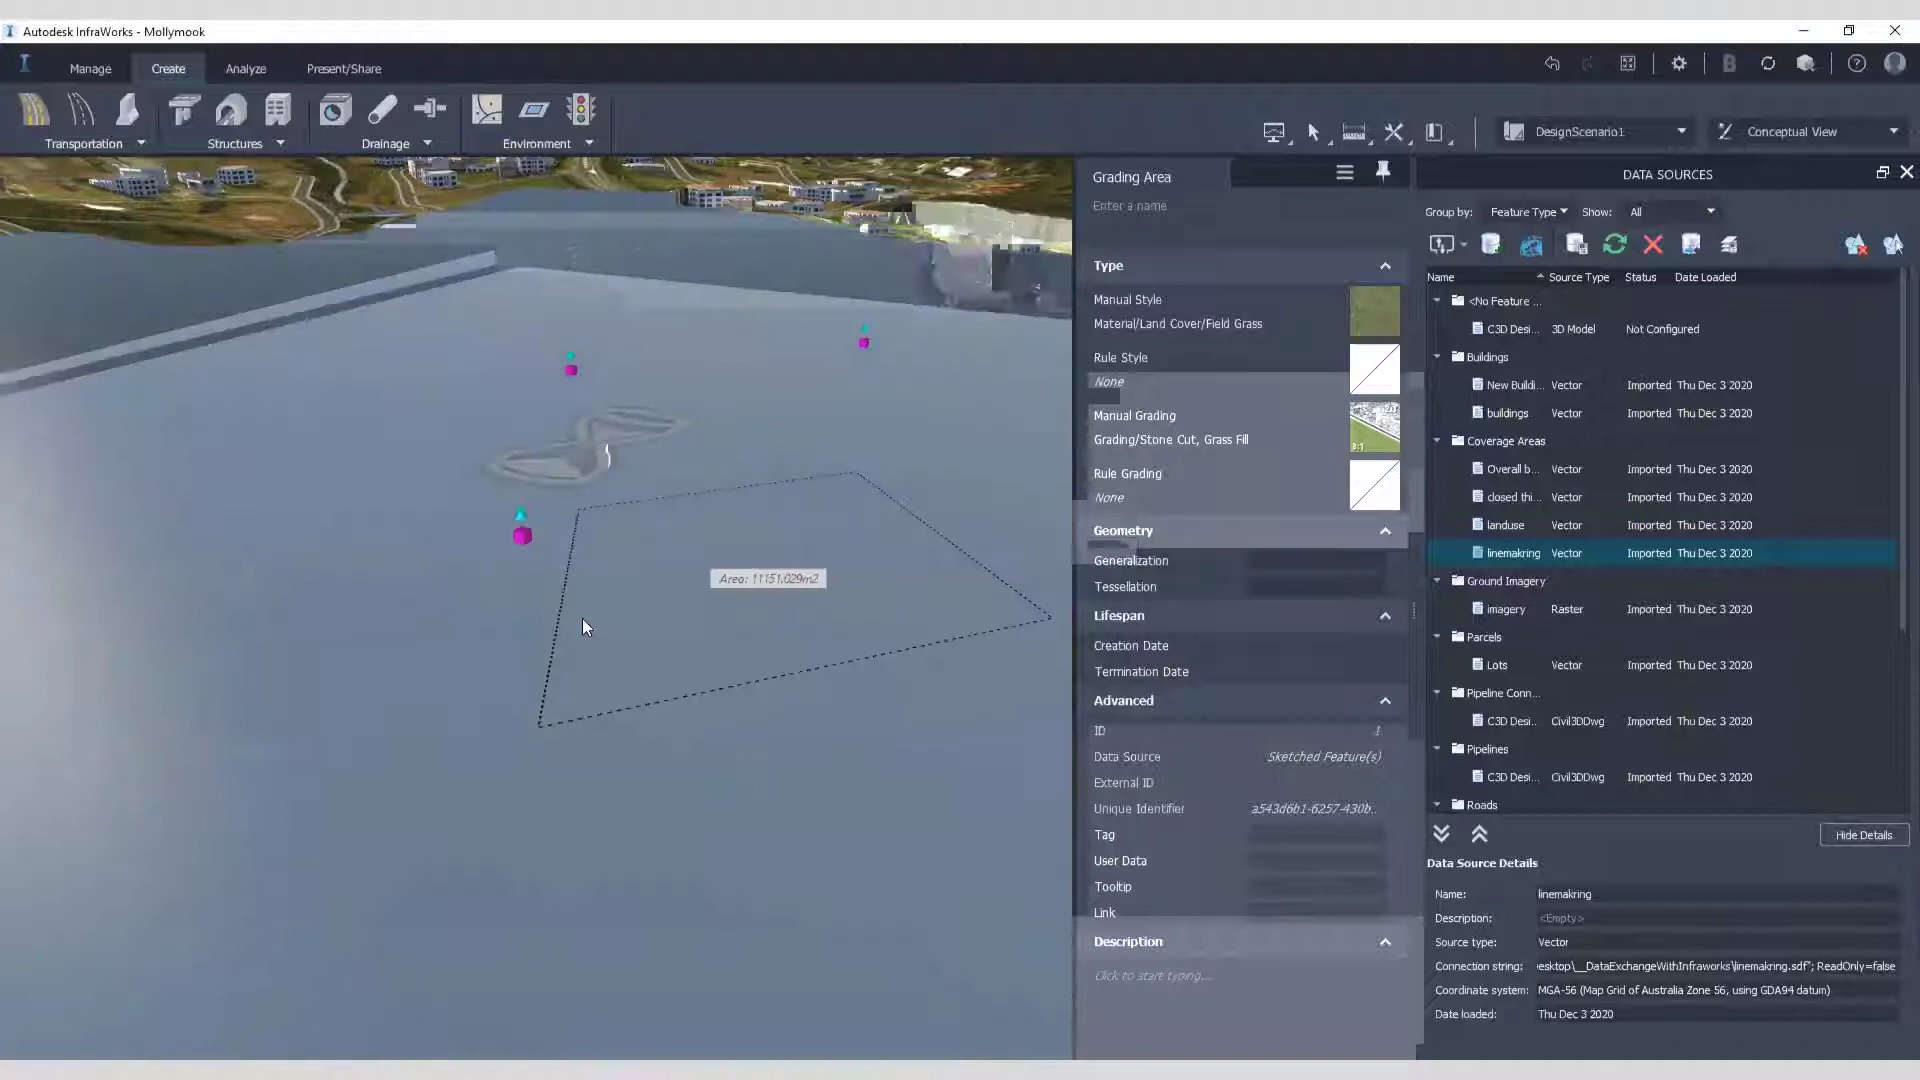 Autodesk InfraWorks - Mollymook
Manage Create Analyze Present/Share
Transportation Structures Drainage Environment
DesignScenario1 Conceptual View
Area: 11151.029m2
Grading Area
Enter a name
Type
Manual Style
Material/Land Cover/Field Grass
Rule Style
None
Manual Grading
Grading/Stone Cut, Grass Fill
3:1
Rule Grading
None
Geometry
Generalization
Tessellation
Lifespan
Creation Date
Termination Date
Advanced
ID
Data Source Sketched Feature(s)
External ID
Unique Identifier a543d6b1-6257-430b..
Tag
User Data
Tooltip
Link
Description
Click to start typing...
DATA SOURCES
Group by: Feature Type Show: All
Name Source Type Status Date Loaded
<No Feature ...
C3D Desi... 3D Model Not Configured
Buildings
New Buildi... Vector Imported Thu Dec 3 2020
buildings Vector Imported Thu Dec 3 2020
Coverage Areas
Overall b... Vector Imported Thu Dec 3 2020
closed thi... Vector Imported Thu Dec 3 2020
landuse Vector Imported Thu Dec 3 2020
linemakring Vector Imported Thu Dec 3 2020
Ground Imagery
imagery Raster Imported Thu Dec 3 2020
Parcels
Lots Vector Imported Thu Dec 3 2020
Pipeline Conn...
C3D Desi... Civil3DDwg Imported Thu Dec 3 2020
Pipelines
C3D Desi... Civil3DDwg Imported Thu Dec 3 2020
Roads
Hide Details
Data Source Details
Name: linemakring
Description: <Empty>
Source type: Vector
Connection string: esktop\__DataExchangeWithInfraworks\linemakring.sdf"; ReadOnly=false
Coordinate system: MGA-56 (Map Grid of Australia Zone 56, using GDA94 datum)
Date loaded: Thu Dec 3 2020